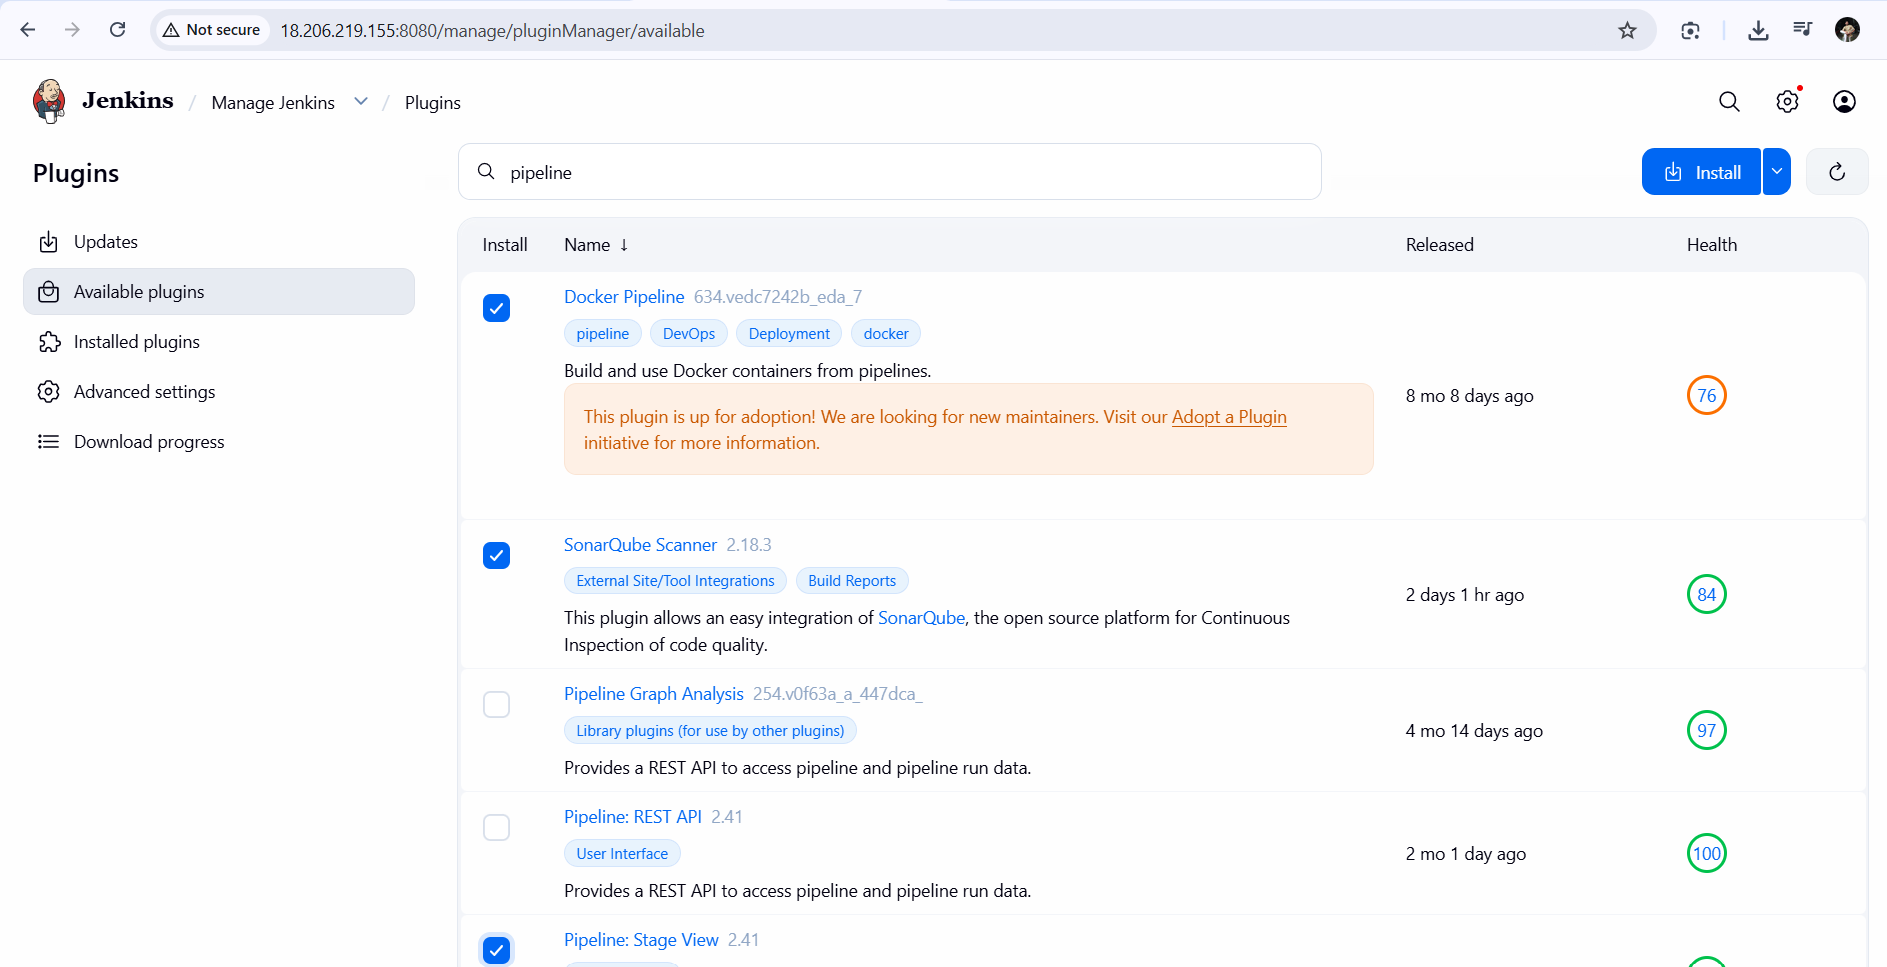 Not secure 18.206.219.155:8080/manage/pluginManager/available
Jenkins / Manage Jenkins / Plugins
Plugins
pipeline
Install
Updates
Available plugins
Installed plugins
Advanced settings
Download progress
Install Name ↓ Released Health
Docker Pipeline 634.vedc7242b_eda_7
pipeline DevOps Deployment docker
Build and use Docker containers from pipelines.
This plugin is up for adoption! We are looking for new maintainers. Visit our Adopt a Plugin
initiative for more information.
8 mo 8 days ago
76
SonarQube Scanner 2.18.3
External Site/Tool Integrations Build Reports
This plugin allows an easy integration of SonarQube, the open source platform for Continuous
Inspection of code quality.
2 days 1 hr ago
84
Pipeline Graph Analysis 254.v0f63a_a_447dca_
Library plugins (for use by other plugins)
Provides a REST API to access pipeline and pipeline run data.
4 mo 14 days ago
97
Pipeline: REST API 2.41
User Interface
Provides a REST API to access pipeline and pipeline run data.
2 mo 1 day ago
100
Pipeline: Stage View 2.41